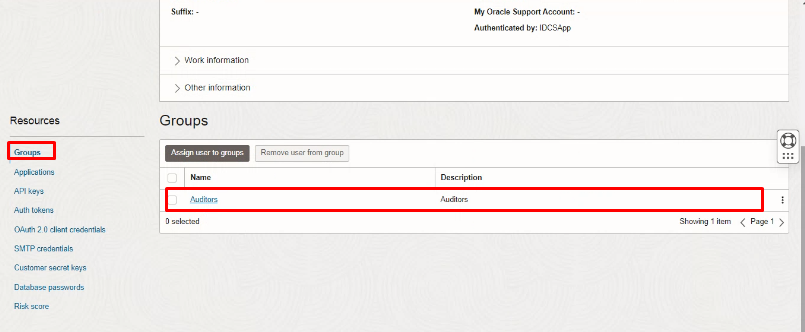 Suffix: -
My Oracle Support Account: -
Authenticated by: IDCSApp
Work information
Other information
Resources
Groups
Applications
API keys
Auth tokens
OAuth 2.0 client credentials
SMTP credentials
Customer secret keys
Database passwords
Risk score
Groups
Assign user to groups
Remove user from group
Name
Description
Auditors
Auditors
0 selected
Showing 1 item
Page 1